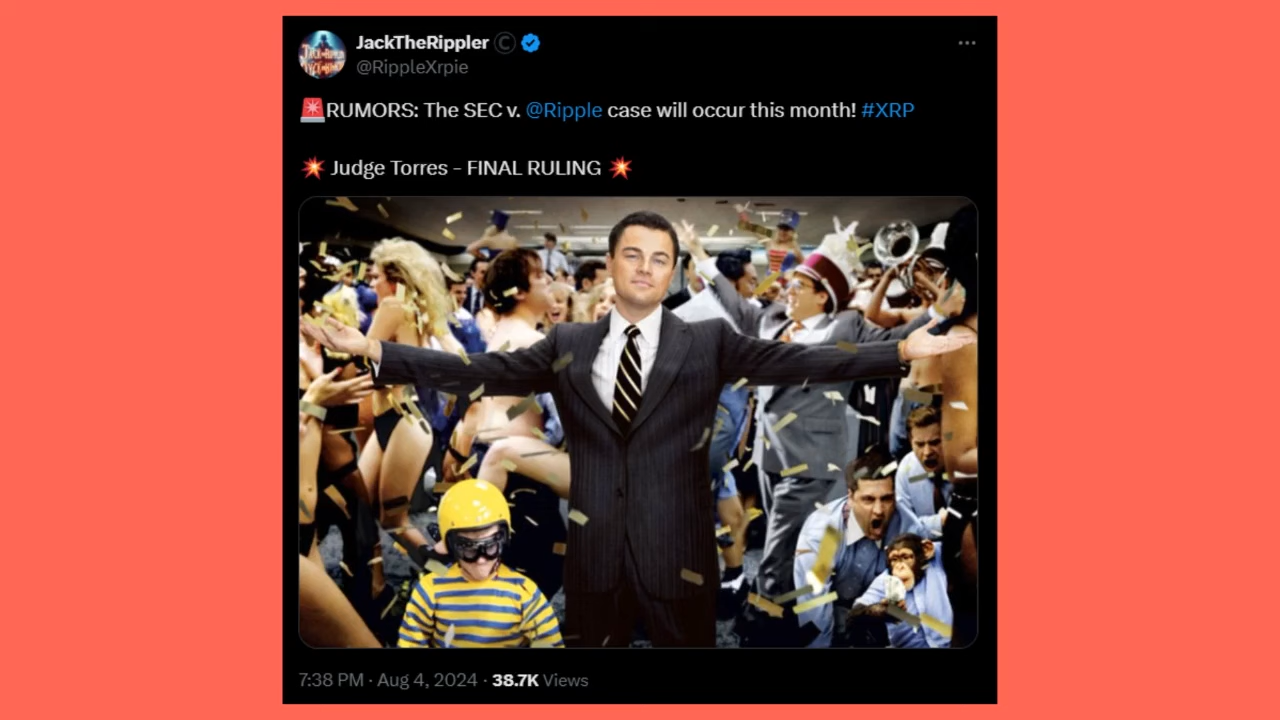 JackTheRippler ©
@RippleXrpie
🚨RUMORS: The SEC v. @Ripple case will occur this month! #XRP
💥 Judge Torres - FINAL RULING 💥
7:38 PM · Aug 4, 2024 · 38.7K Views